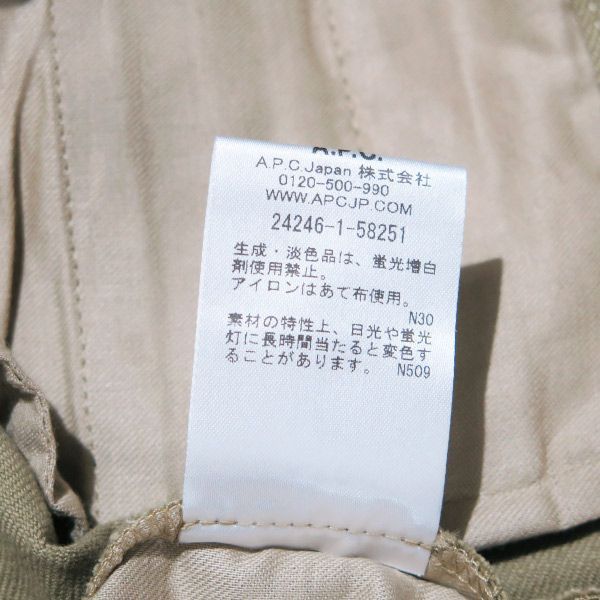 A.P.C.
A.P.C.Japan 株式会社
0120-500-990
WWW.APCJP.COM
24246-1-58251
生成・淡色品は、蛍光増白
剤使用禁止。
アイロンはあて布使用。
N30
素材の特性上、日光や蛍光
灯に長時間当たると変色す
ることがあります。 N509